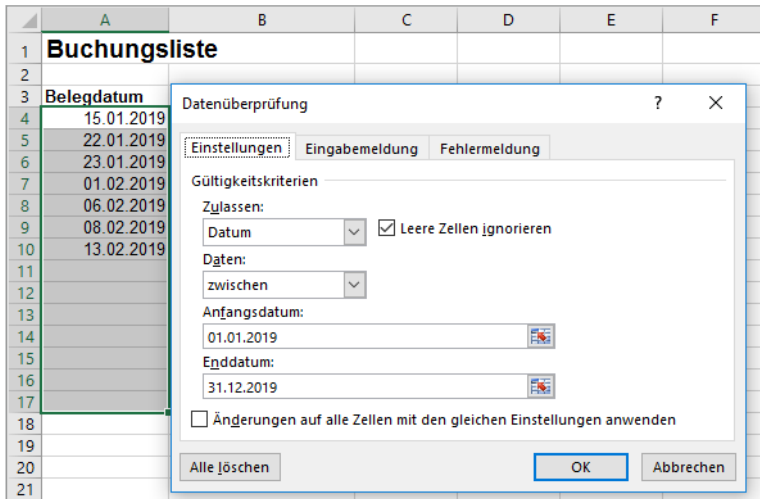 A B C D E F
1 Buchungsliste
2
3 Belegdatum
4 15.01.2019
5 22.01.2019
6 23.01.2019
7 01.02.2019
8 06.02.2019
9 08.02.2019
10 13.02.2019
11
12
13
14
15
16
17
18
19
20
21
Datenüberprüfung ? X
Einstellungen Eingabemeldung Fehlermeldung
Gültigkeitskriterien
Zulassen:
Datum Leere Zellen ignorieren
Daten:
zwischen
Anfangsdatum:
01.01.2019
Enddatum:
31.12.2019
Änderungen auf alle Zellen mit den gleichen Einstellungen anwenden
Alle löschen OK Abbrechen